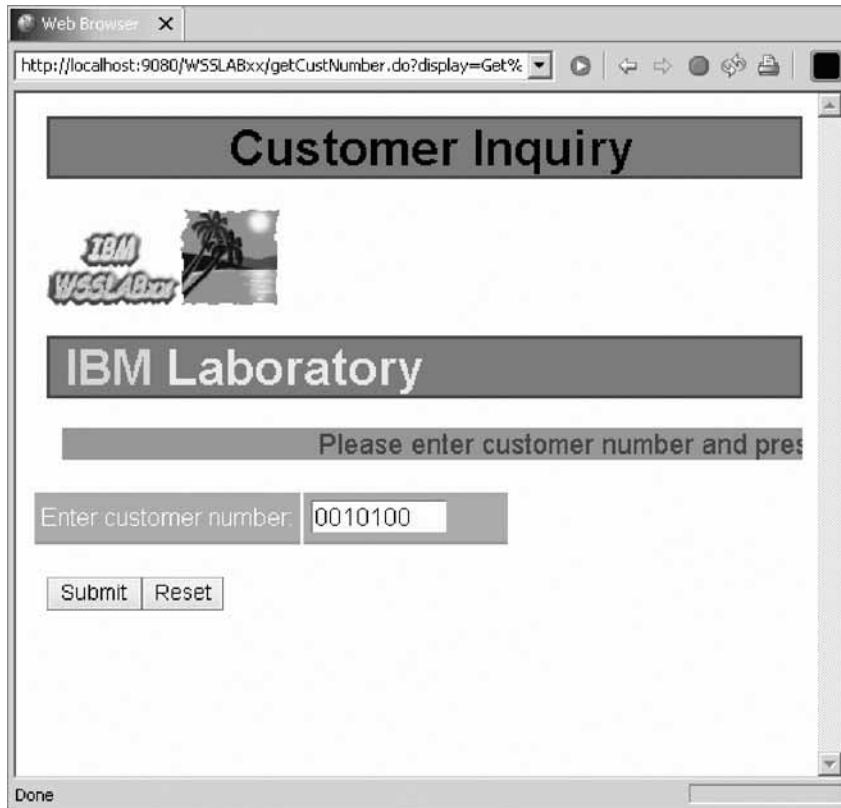 Web Browser
http://localhost:9080/WSSLABxx/getCustNumber.do?display=Get%
Customer Inquiry
IBM
WSSLABxx
IBM Laboratory
Please enter customer number and pres
Enter customer number:
0010100
Submit Reset
Done